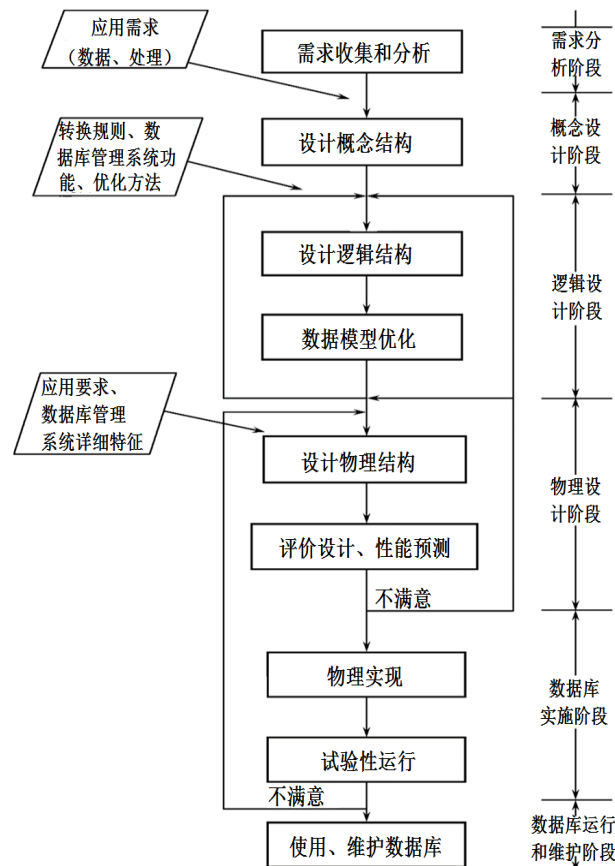 应用需求
（数据、处理）
需求收集和分析
需求分
析阶段
转换规则、数
据库管理系统功
能、优化方法
设计概念结构
概念设
计阶段
设计逻辑结构
数据模型优化
逻辑设
计阶段
应用要求、
数据库管理
系统详细特征
设计物理结构
评价设计、性能预测
不满意
物理设
计阶段
物理实现
试验性运行
数据库
实施阶段
不满意
使用、维护数据库
数据库运行
和维护阶段